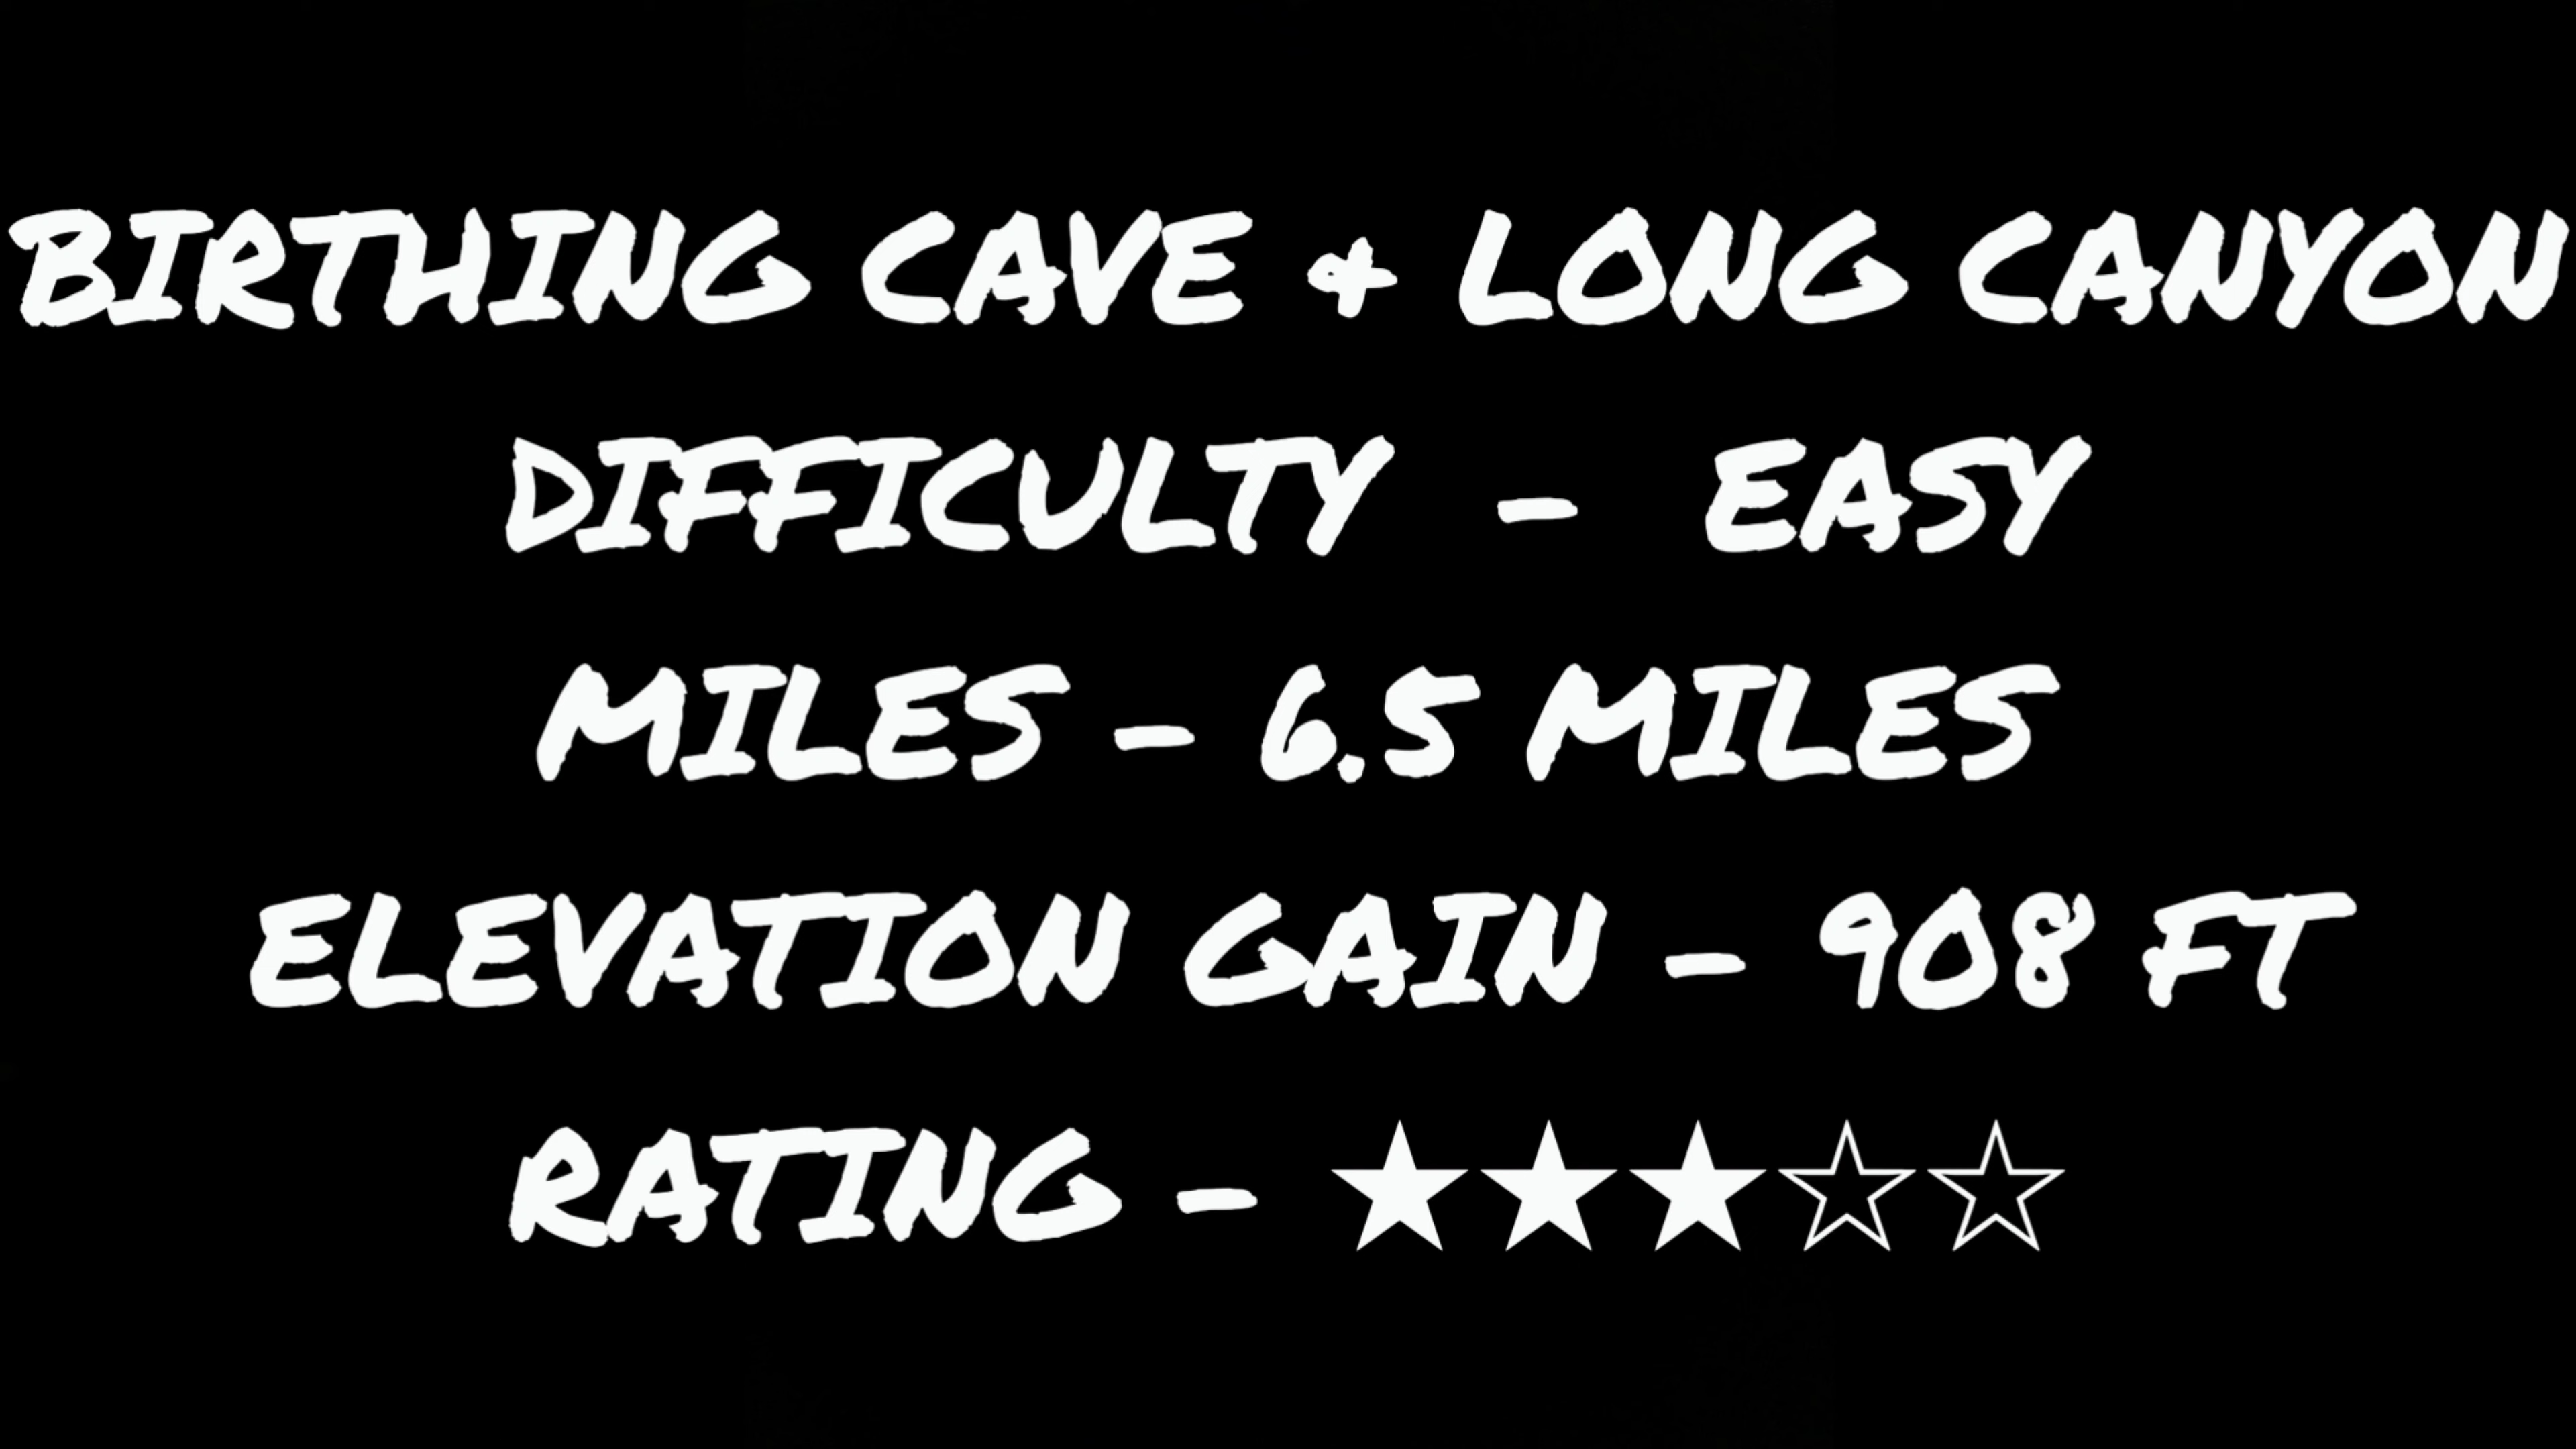 BIRTHING CAVE & LONG CANYON
DIFFICULTY - EASY
MILES - 6.5 MILES
ELEVATION GAIN - 908 FT
RATING - ★★★☆☆